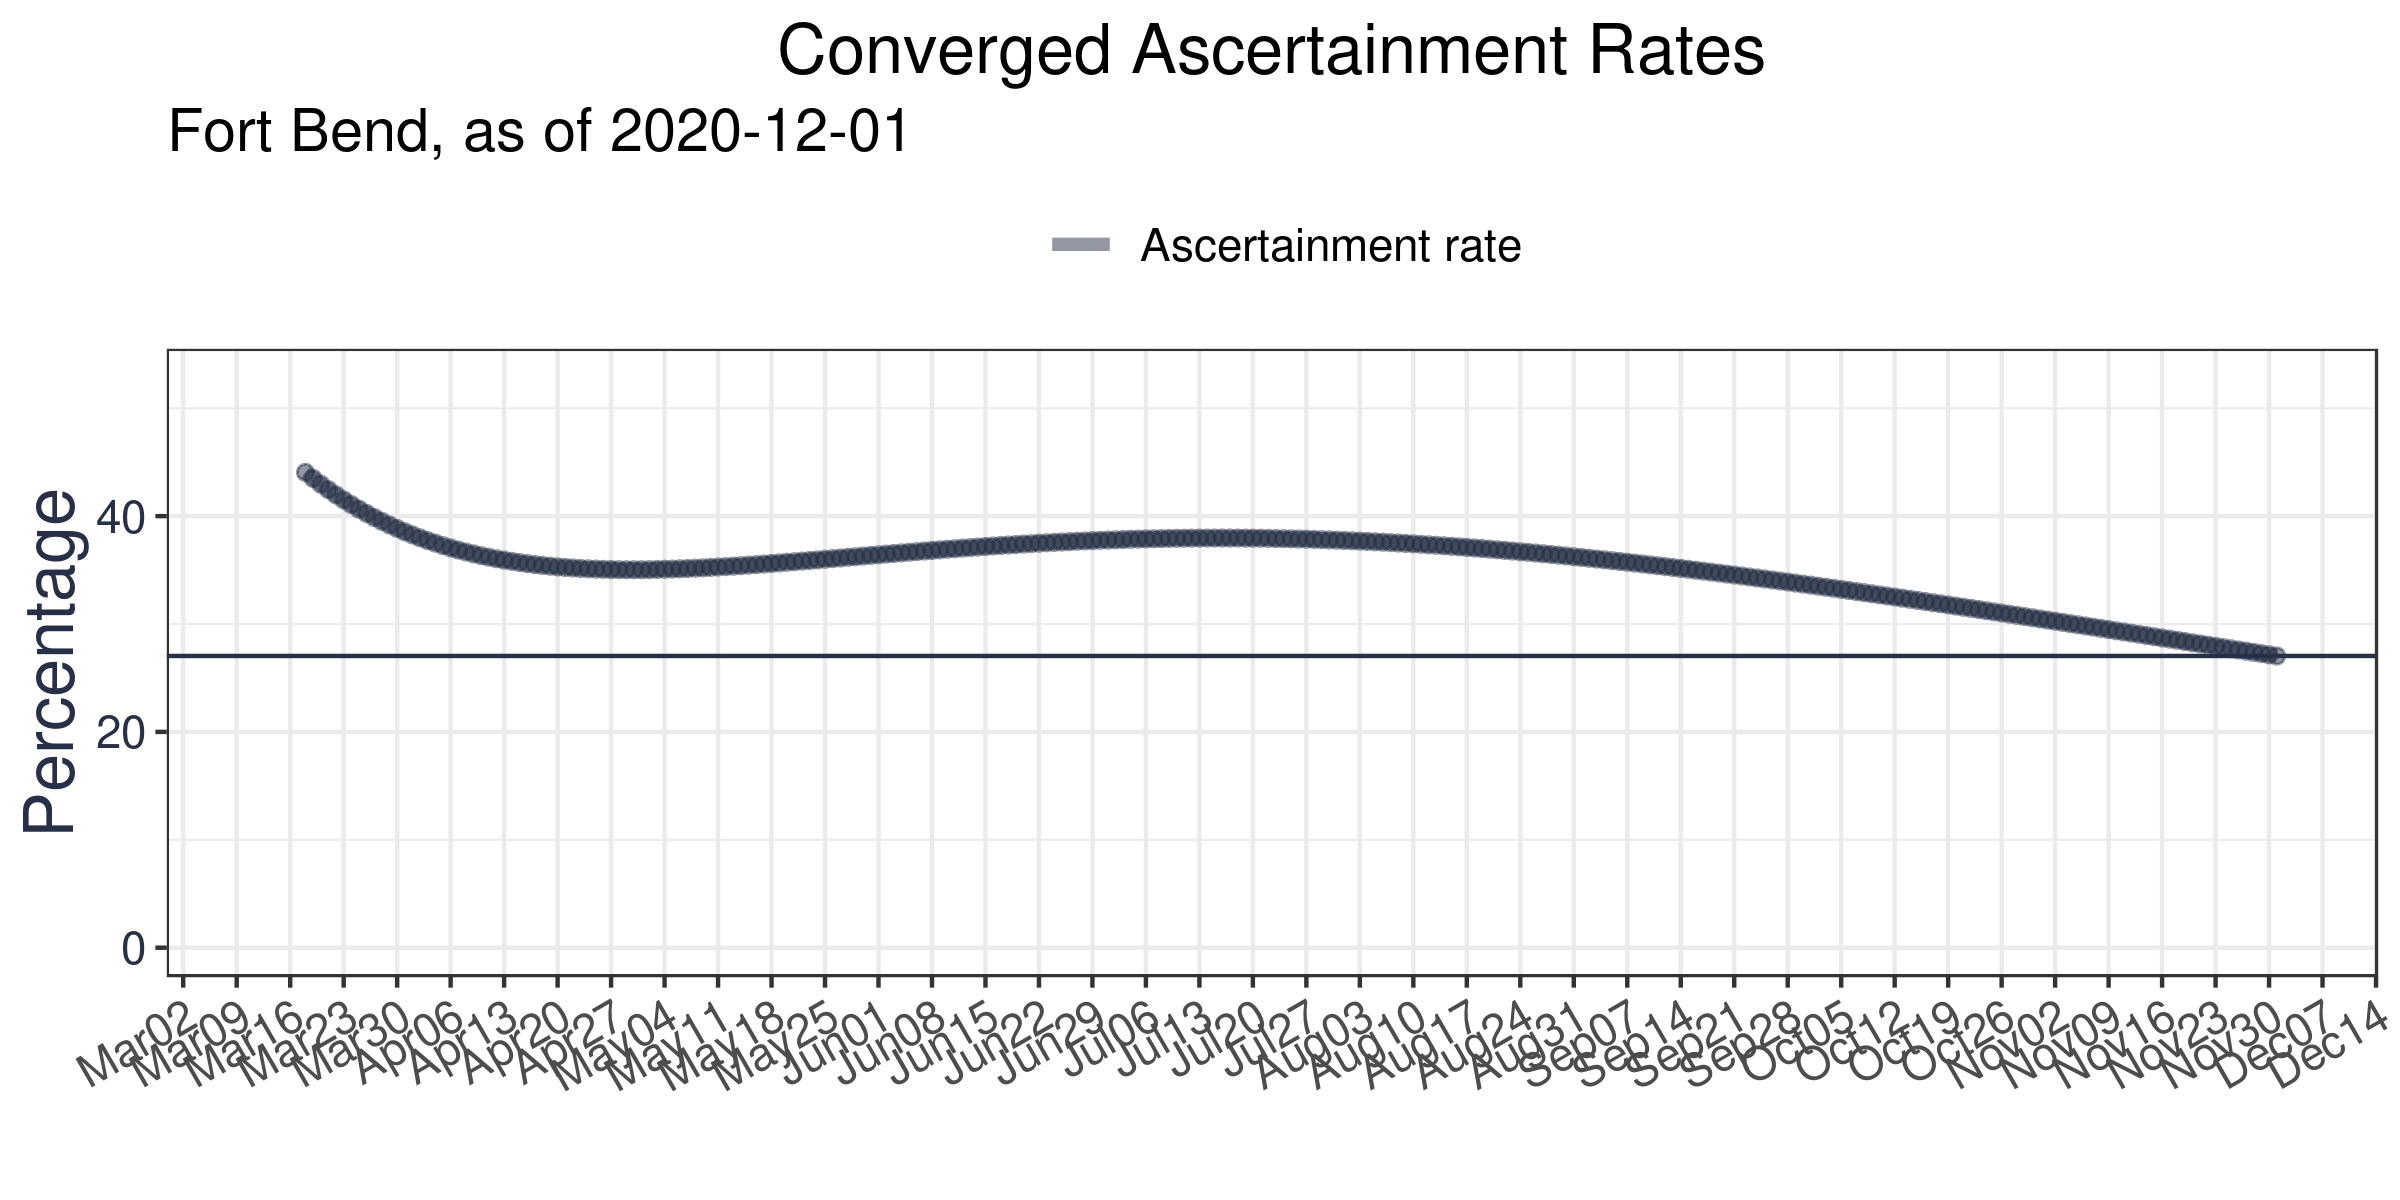 Converged Ascertainment Rates
Fort Bend, as of 2020-12-01
Ascertainment rate
Percentage
40
20
0
Mar02 Mar09 Mar16 Mar23 Mar30 Apr06 Apr13 Apr20 Apr27 May04 May11 May18 May25 Jun01 Jun08 Jun15 Jun22 Jun29 Jul06 Jul13 Jul20 Jul27 Aug03 Aug10 Aug17 Aug24 Aug31 Sep07 Sep14 Sep21 Sep28 Oct05 Oct12 Oct19 Oct26 Nov02 Nov09 Nov16 Nov23 Nov30 Dec07 Dec14